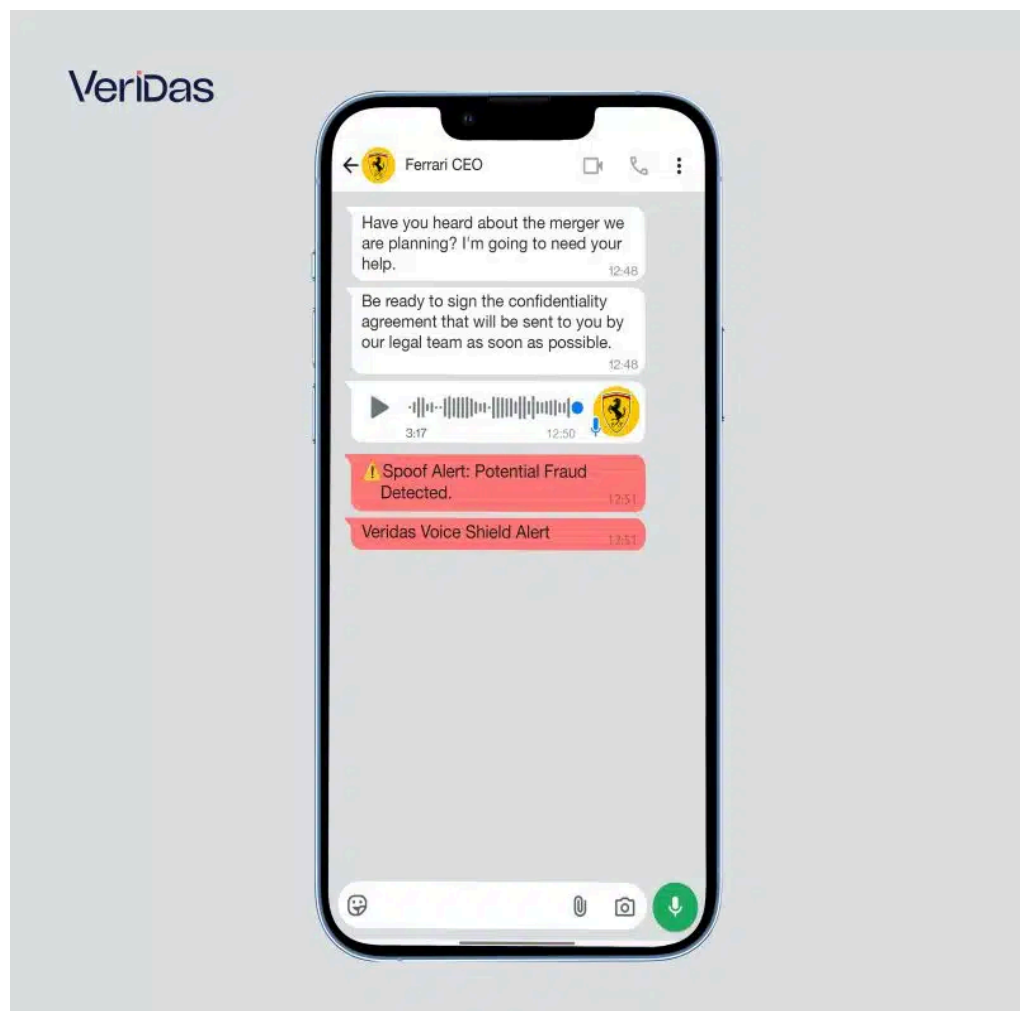 VeriDas
Ferrari CEO
Have you heard about the merger we
are planning? I'm going to need your
help.
12:48
Be ready to sign the confidentiality
agreement that will be sent to you by
our legal team as soon as possible.
12:48
3:17 12:50
⚠️Spoof Alert: Potential Fraud
Detected.
12:51
Veridas Voice Shield Alert
12:51